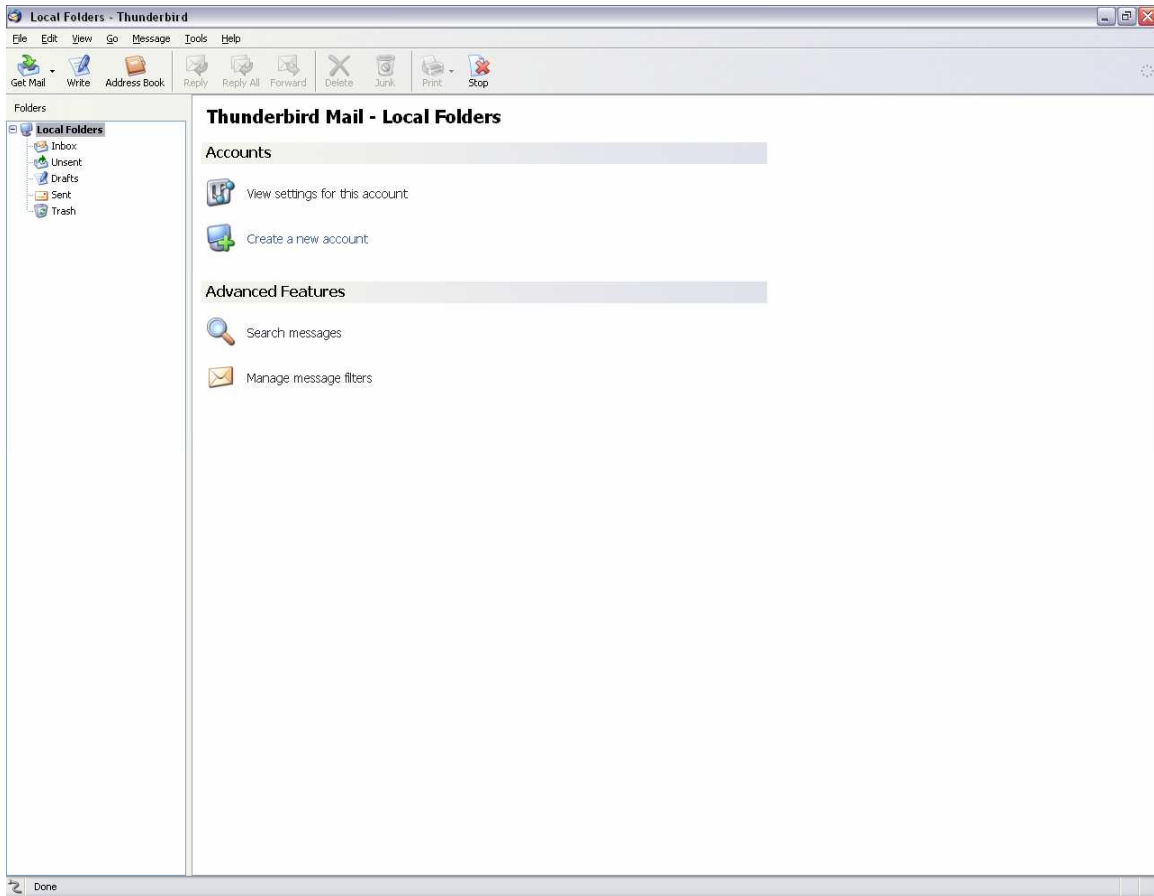 Local Folders - Thunderbird
File Edit View Go Message Tools Help
Get Mail Write Address Book Reply Reply All Forward Delete Junk Print Stop
Folders
Local Folders
Inbox
Unsent
Drafts
Sent
Trash
Thunderbird Mail - Local Folders
Accounts
View settings for this account
Create a new account
Advanced Features
Search messages
Manage message filters
Done